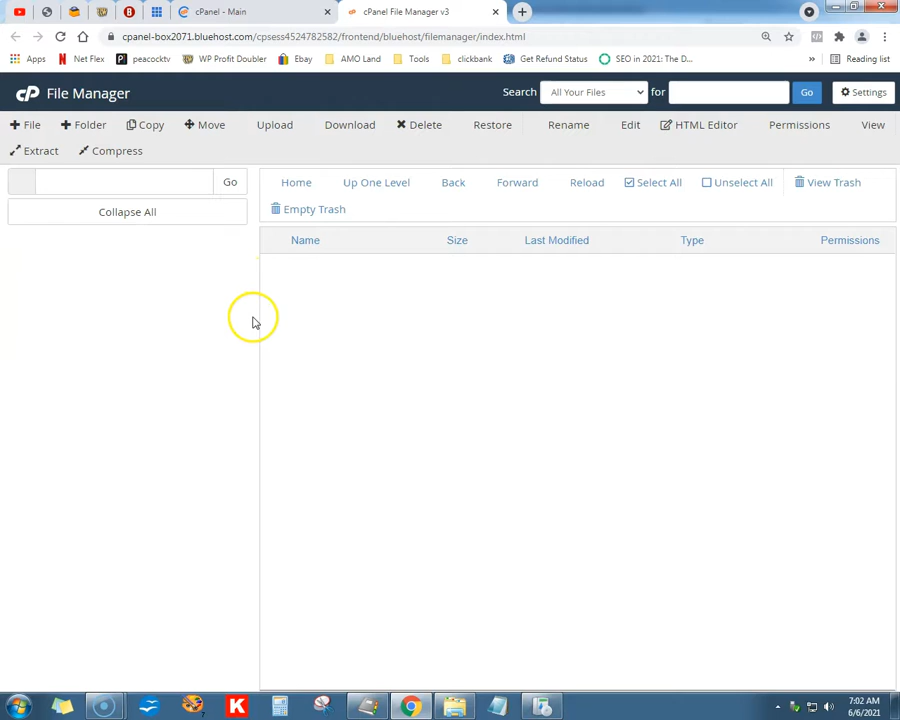 cPanel - Main
cPanel File Manager v3
cpanel-box2071.bluehost.com/cpsess4524782582/frontend/bluehost/filemanager/index.html
Apps Net Flex peacocktv WP Profit Doubler Ebay AMO Land Tools clickbank Get Refund Status SEO in 2021: The D... » Reading list
cP File Manager Search All Your Files for Go Settings
File Folder Copy Move Upload Download Delete Restore Rename Edit HTML Editor Permissions View
Extract Compress
Go Home Up One Level Back Forward Reload Select All Unselect All View Trash
Collapse All Empty Trash
Name Size Last Modified Type Permissions
K
7:02 AM
6/6/2021